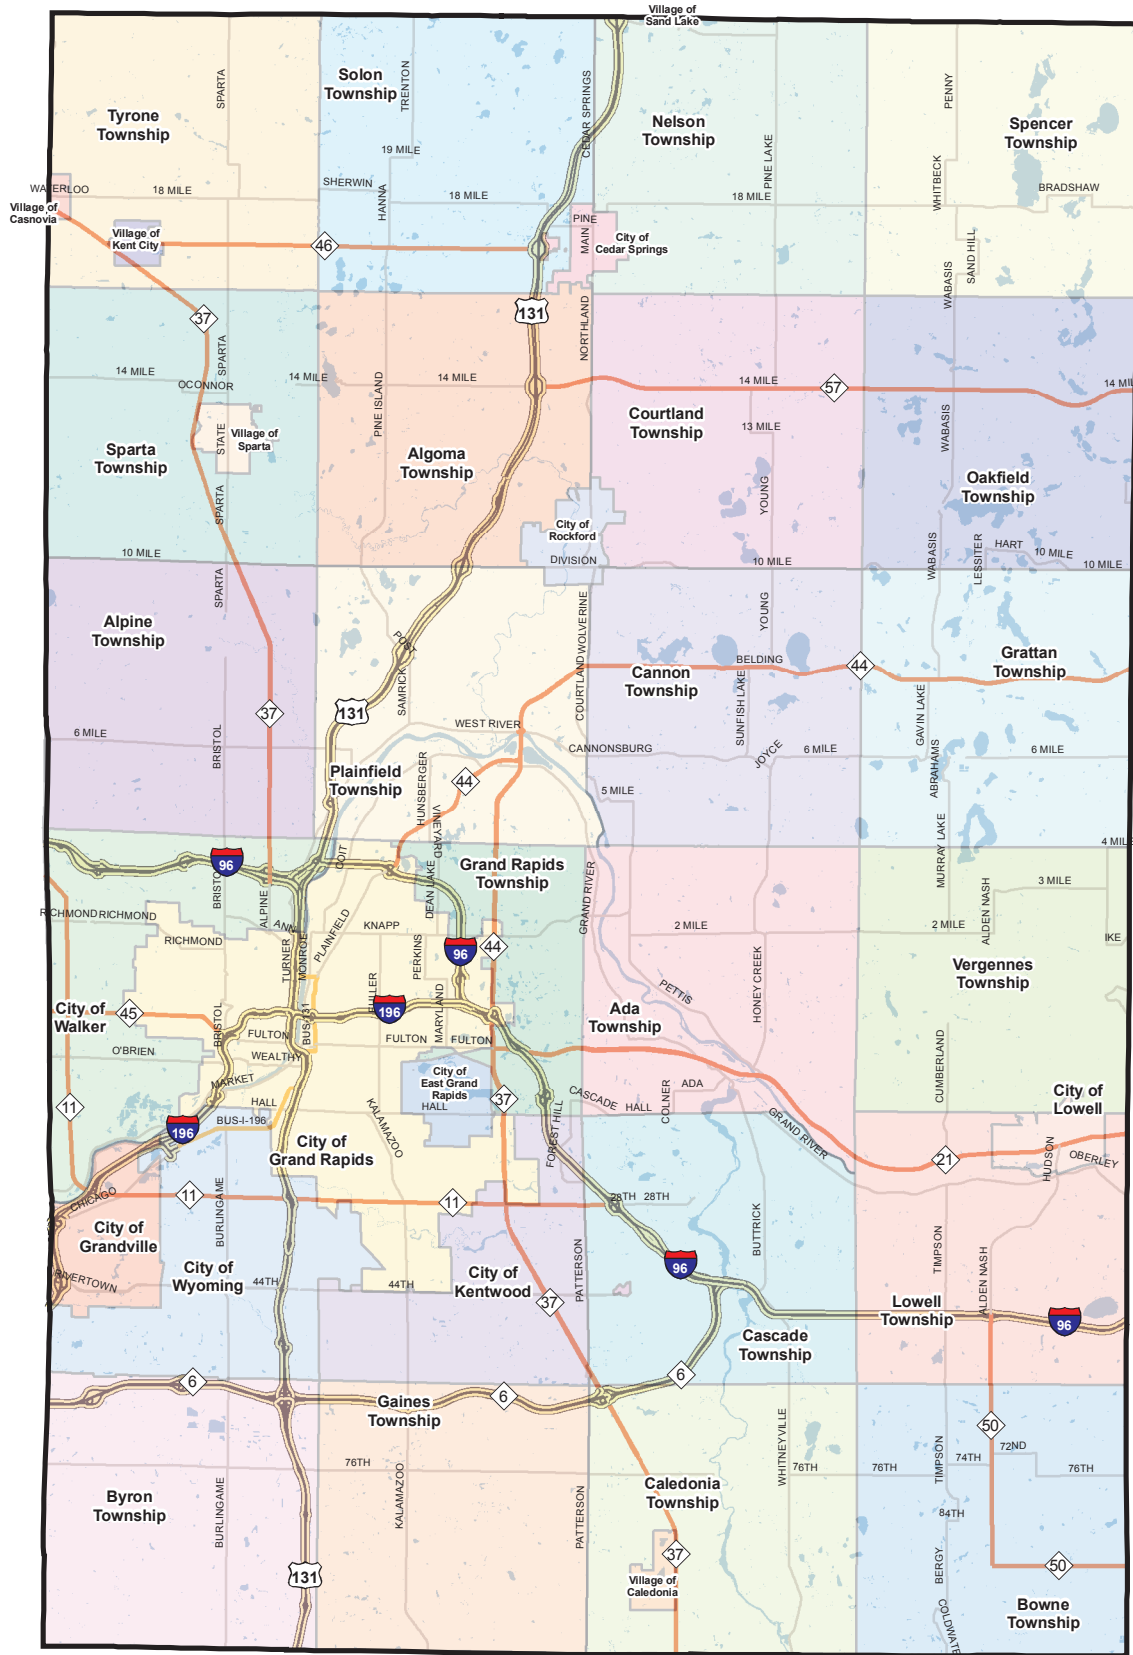 Village of
Sand Lake
Solon
Township
TRENTON
SPARTA
CEDAR SPRINGS
PENNY
Tyrone
Township
Nelson
Township
Spencer
Township
19 MILE
PINE LAKE
WHITBECK
WATERLOO
18 MILE
SHERWIN
HANNA
18 MILE
18 MILE
BRADSHAW
Village of
Casnovia
Village of
Kent City
46
PINE
MAIN
City of
Cedar Springs
SAND HILL
WABASIS
37
131
NORTHLAND
SPARTA
14 MILE
OCONNOR
14 MILE
14 MILE
14 MILE
57
PINE ISLAND
Courtland
Township
13 MILE
WABASIS
STATE
Village of
Sparta
Sparta
Township
Algoma
Township
Oakfield
Township
SPARTA
YOUNG
City of
Rockford
DIVISION
10 MILE
10 MILE
WABASIS
LESSITER
HART
10 MILE
10 MILE
SPARTA
Alpine
Township
POST
COURTLAND
WOLVERINE
YOUNG
BELDING
44
Cannon
Township
Grattan
Township
SAMRICK
SUNFISH LAKE
GAVIN LAKE
37
131
WEST RIVER
6 MILE
BRISTOL
CANNONSBURG
JOYCE
6 MILE
6 MILE
Plainfield
Township
44
HUNSBERGER
VINEYARD
5 MILE
ABRAHAMS
MURRAY LAKE
4 MILE
96
COIT
Grand Rapids
Township
DEAN LAKE
GRAND RIVER
3 MILE
ALDEN NASH
ALPINE
RICHMOND
RICHMOND
RICHMOND
ANN
TURNER
MONROE
PLAINFIELD
KNAPP
PERKINS
96
44
2 MILE
2 MILE
IKE
HONEY CREEK
Vergennes
Township
PETTIS
City of
Walker
45
BRISTOL
BUS-131
196
MARYLAND
Ada
Township
O'BRIEN
FULTON
FULTON
FULTON
WEALTHY
MARKET
City of
East Grand
Rapids
HALL
HALL
11
196
BUS-I-196
37
FOREST HILL
CASCADE
HALL
COLNER
ADA
CUMBERLAND
City of
Lowell
KALAMAZOO
City of
Grand Rapids
GRAND RIVER
21
HUDSON
OBERLEY
CHICAGO
11
11
28TH
28TH
BURLINGAME
City of
Grandville
BUTTRICK
TIMPSON
City of
Wyoming
City of
Kentwood
PATTERSON
96
ALDEN NASH
RIVERTOWN
44TH
44TH
37
Lowell
Township
96
Cascade
Township
6
6
6
Gaines
Township
WHITNEYVILLE
50
TIMPSON
72ND
74TH
76TH
76TH
76TH
76TH
BURLINGAME
KALAMAZOO
PATTERSON
Byron
Township
Caledonia
Township
84TH
37
131
BERGY
50
Village of
Caledonia
Bowne
Township